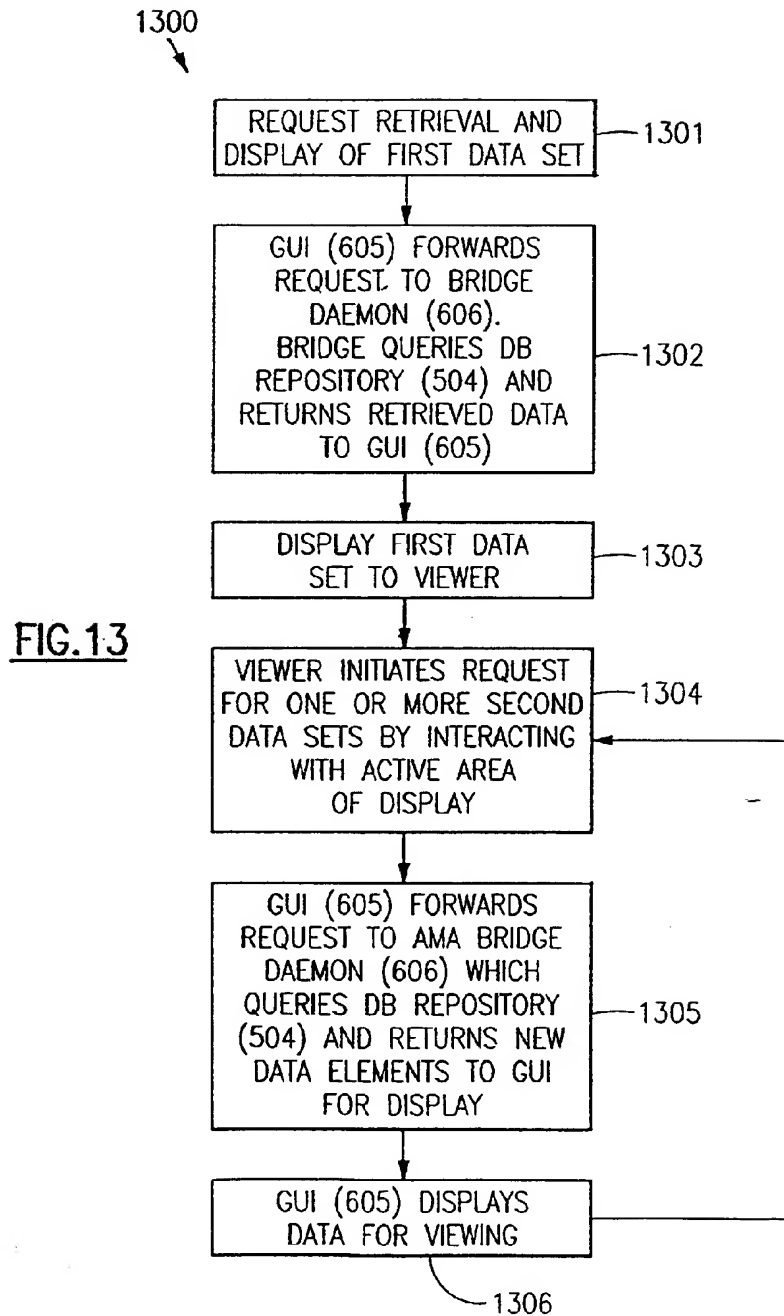 1300
REQUEST RETRIEVAL AND
DISPLAY OF FIRST DATA SET
1301
GUI (605) FORWARDS
REQUEST TO BRIDGE
DAEMON (606).
BRIDGE QUERIES DB
REPOSITORY (504) AND
RETURNS RETRIEVED DATA
TO GUI (605)
1302
DISPLAY FIRST DATA
SET TO VIEWER
1303
FIG.13
VIEWER INITIATES REQUEST
FOR ONE OR MORE SECOND
DATA SETS BY INTERACTING
WITH ACTIVE AREA
OF DISPLAY
1304
GUI (605) FORWARDS
REQUEST TO AMA BRIDGE
DAEMON (606) WHICH
QUERIES DB REPOSITORY
(504) AND RETURNS NEW
DATA ELEMENTS TO GUI
FOR DISPLAY
1305
GUI (605) DISPLAYS
DATA FOR VIEWING
1306